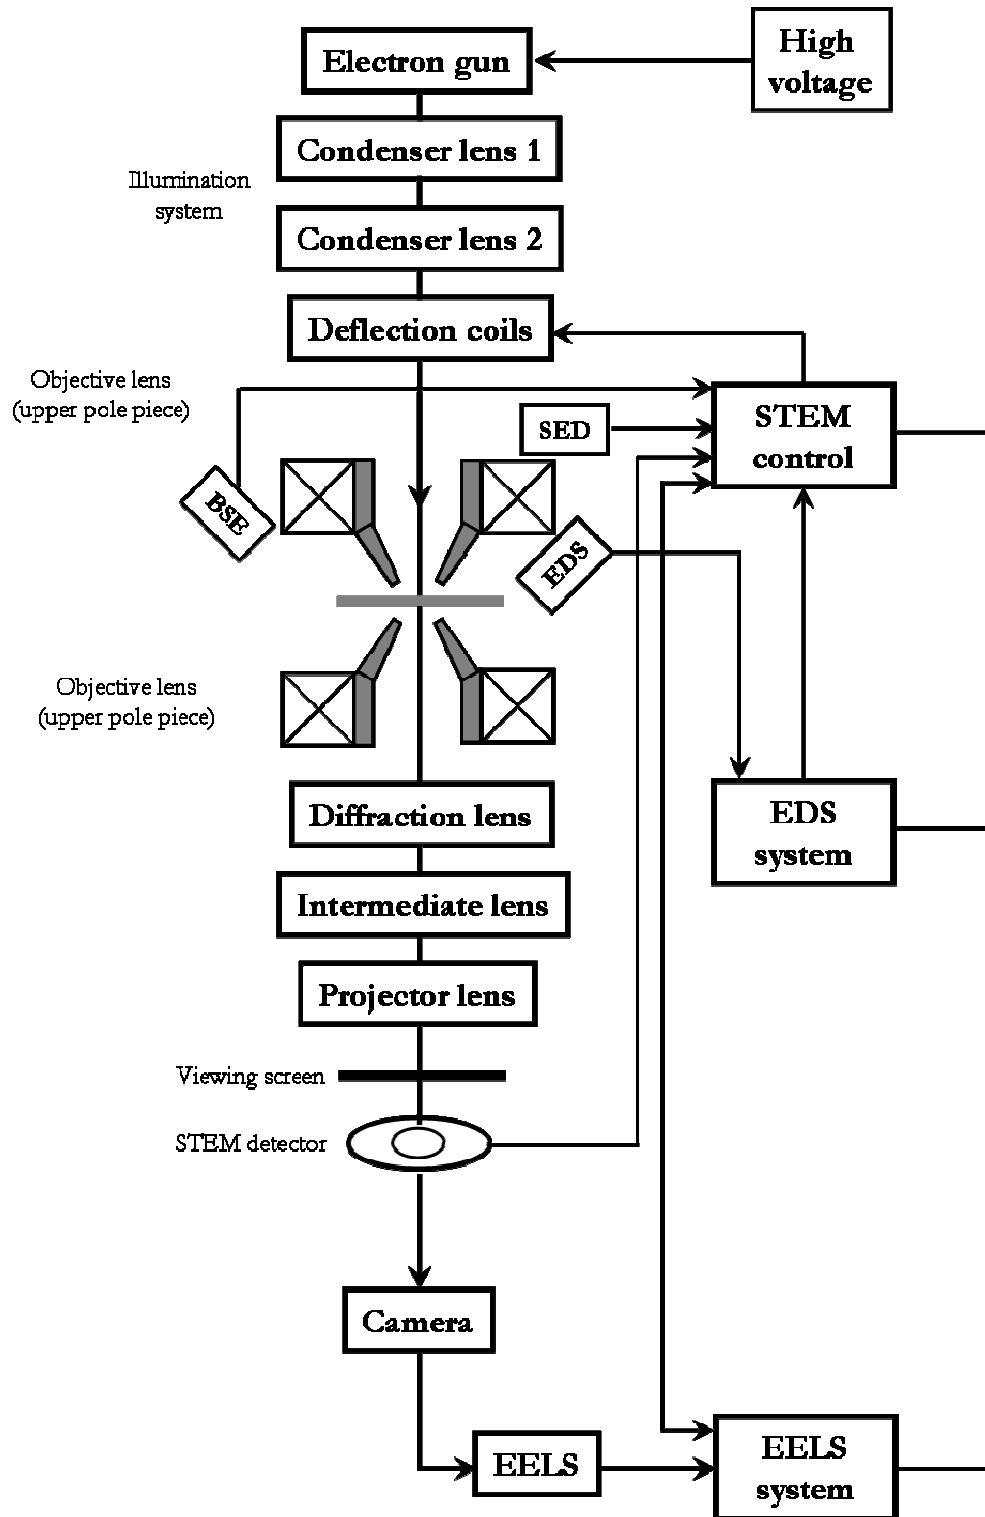 Electron gun
High
voltage
Condenser lens 1
Illumination
system
Condenser lens 2
Deflection coils
Objective lens
(upper pole piece)
STEM
control
SED
BSE
EDS
Objective lens
(upper pole piece)
Diffraction lens
EDS
system
Intermediate lens
Projector lens
Viewing screen
STEM detector
Camera
EELS
EELS
system